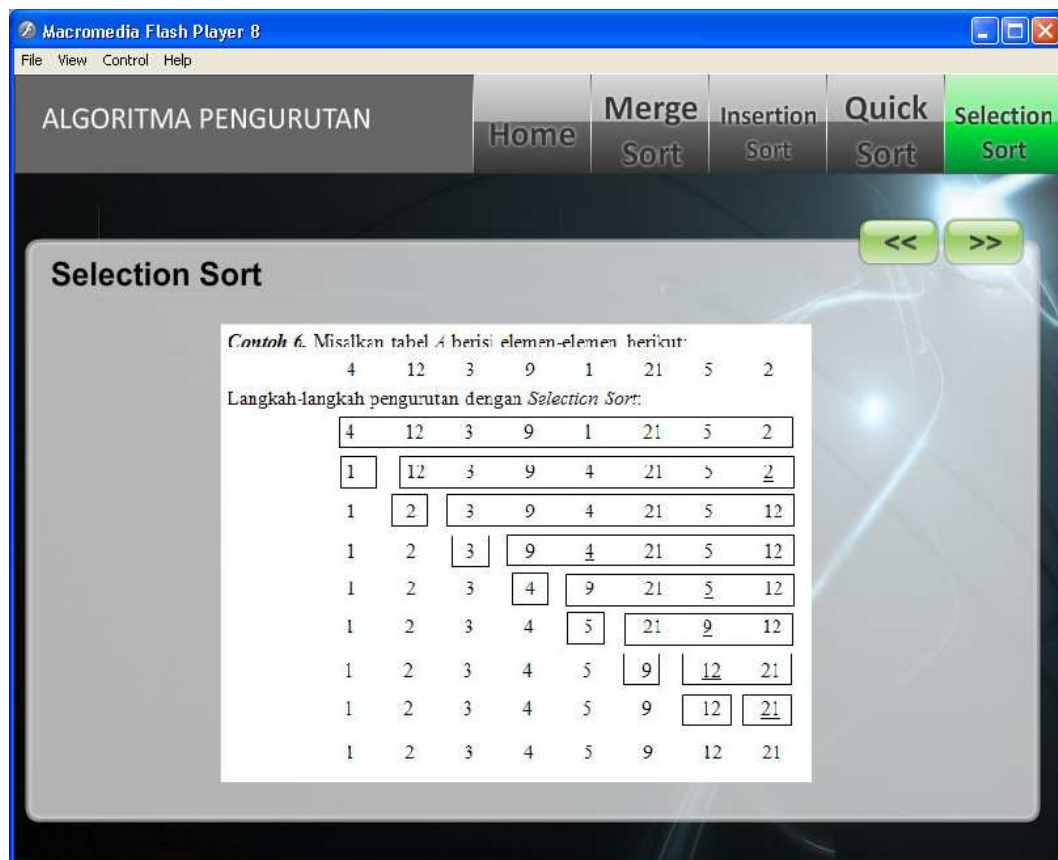 Macromedia Flash Player 8
File View Control Help
ALGORITMA PENGURUTAN
Home
Merge Sort
Insertion Sort
Quick Sort
Selection Sort
<< >>
Selection Sort
Contoh 6. Misalkan tabel A berisi elemen-elemen berikut:
4 12 3 9 1 21 5 2
Langkah-langkah pengurutan dengan Selection Sort:
4 12 3 9 1 21 5 2
1 12 3 9 4 21 5 2
1 2 3 9 4 21 5 12
1 2 3 9 4 21 5 12
1 2 3 4 9 21 5 12
1 2 3 4 5 21 9 12
1 2 3 4 5 9 12 21
1 2 3 4 5 9 12 21
1 2 3 4 5 9 12 21